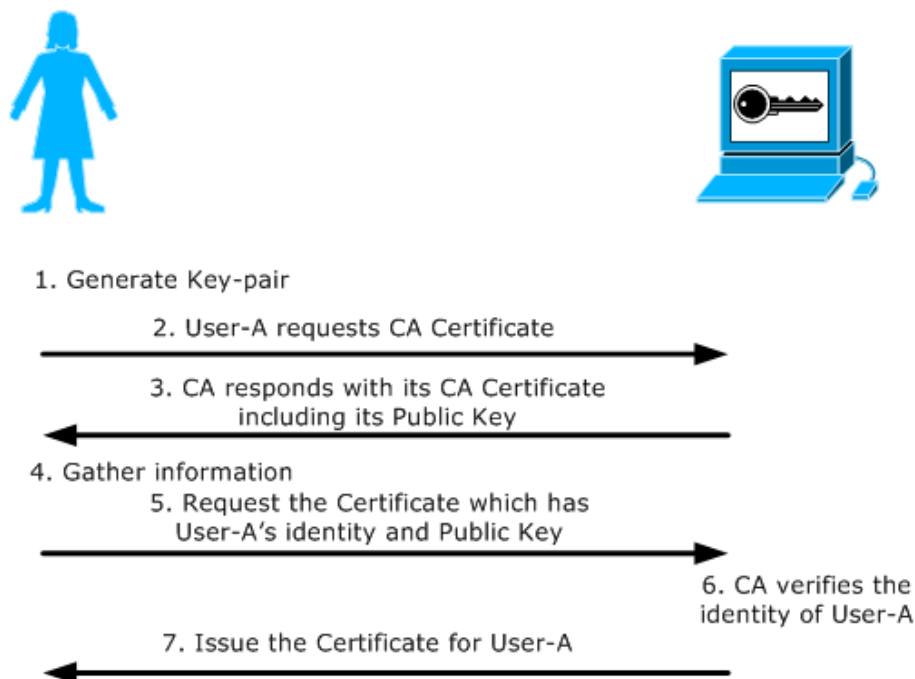 1. Generate Key-pair
2. User-A requests CA Certificate
3. CA responds with its CA Certificate
including its Public Key
4. Gather information
5. Request the Certificate which has
User-A's identity and Public Key
6. CA verifies the
identity of User-A
7. Issue the Certificate for User-A